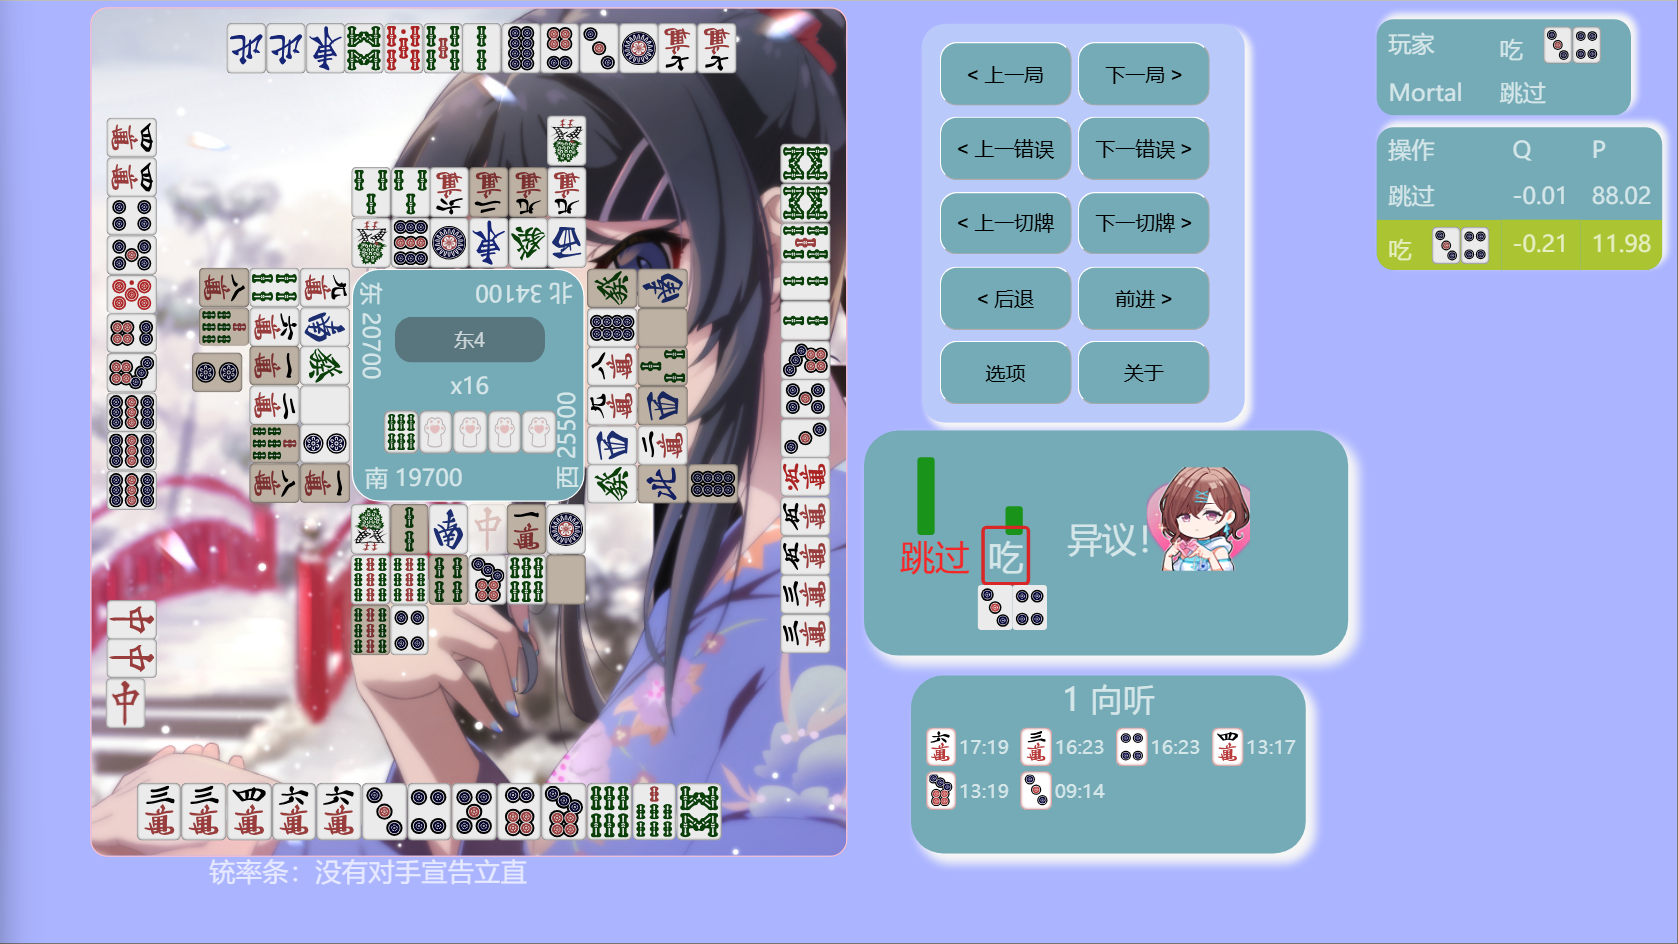 < 上一局
下一局 >
< 上一错误
下一错误 >
< 上一切牌
下一切牌 >
< 后退
前进 >
选项
关于
玩家 吃
Mortal 跳过
操作 Q P
跳过 -0.01 88.02
吃 -0.21 11.98
东 20700
北 34100
东4
x16
西 25500
南 19700
跳过
吃
异议!
1 向听
17:19 16:23 16:23 13:17
13:19 09:14
铳率条：没有对手宣告立直